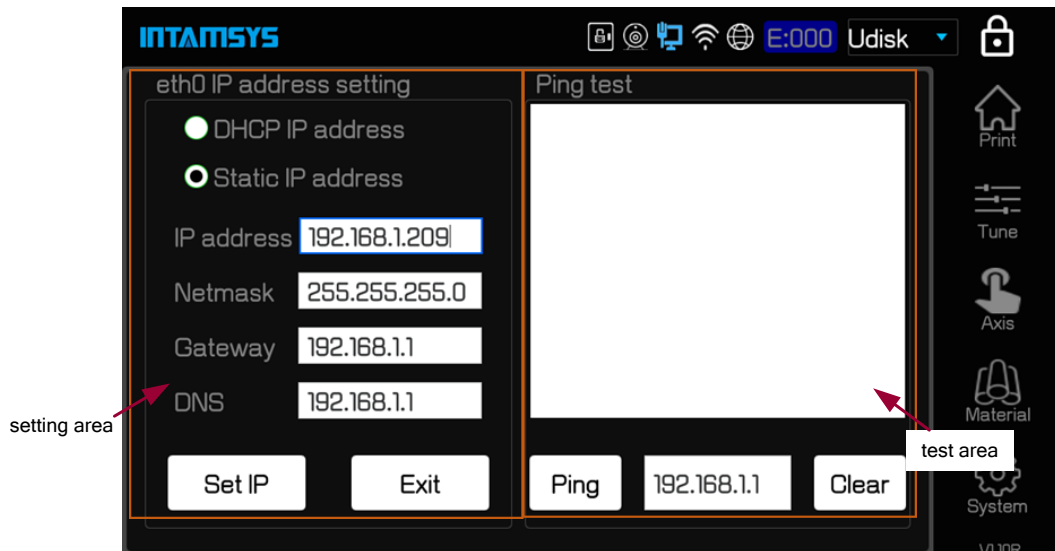 INTAMSYS
E:000 Udisk
eth0 IP address setting
DHCP IP address
Static IP address
IP address 192.168.1.209
Netmask 255.255.255.0
Gateway 192.168.1.1
DNS 192.168.1.1
Set IP Exit
Ping test
Ping 192.168.1.1 Clear
Print
Tune
Axis
Material
System
setting area
test area